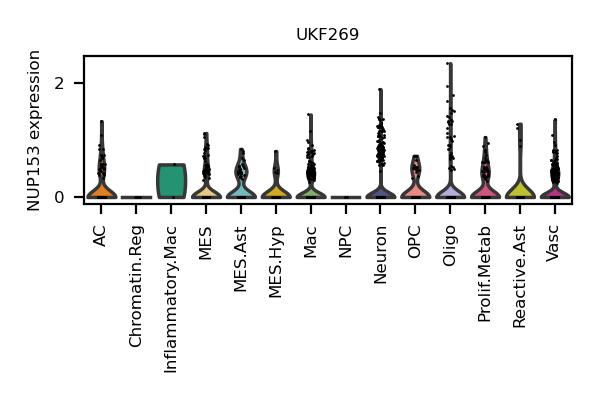 UKF269
NUP153 expression
2
0
AC
Chromatin.Reg
Inflammatory.Mac
MES
MES.Ast
MES.Hyp
Mac
NPC
Neuron
OPC
Oligo
Prolif.Metab
Reactive.Ast
Vasc